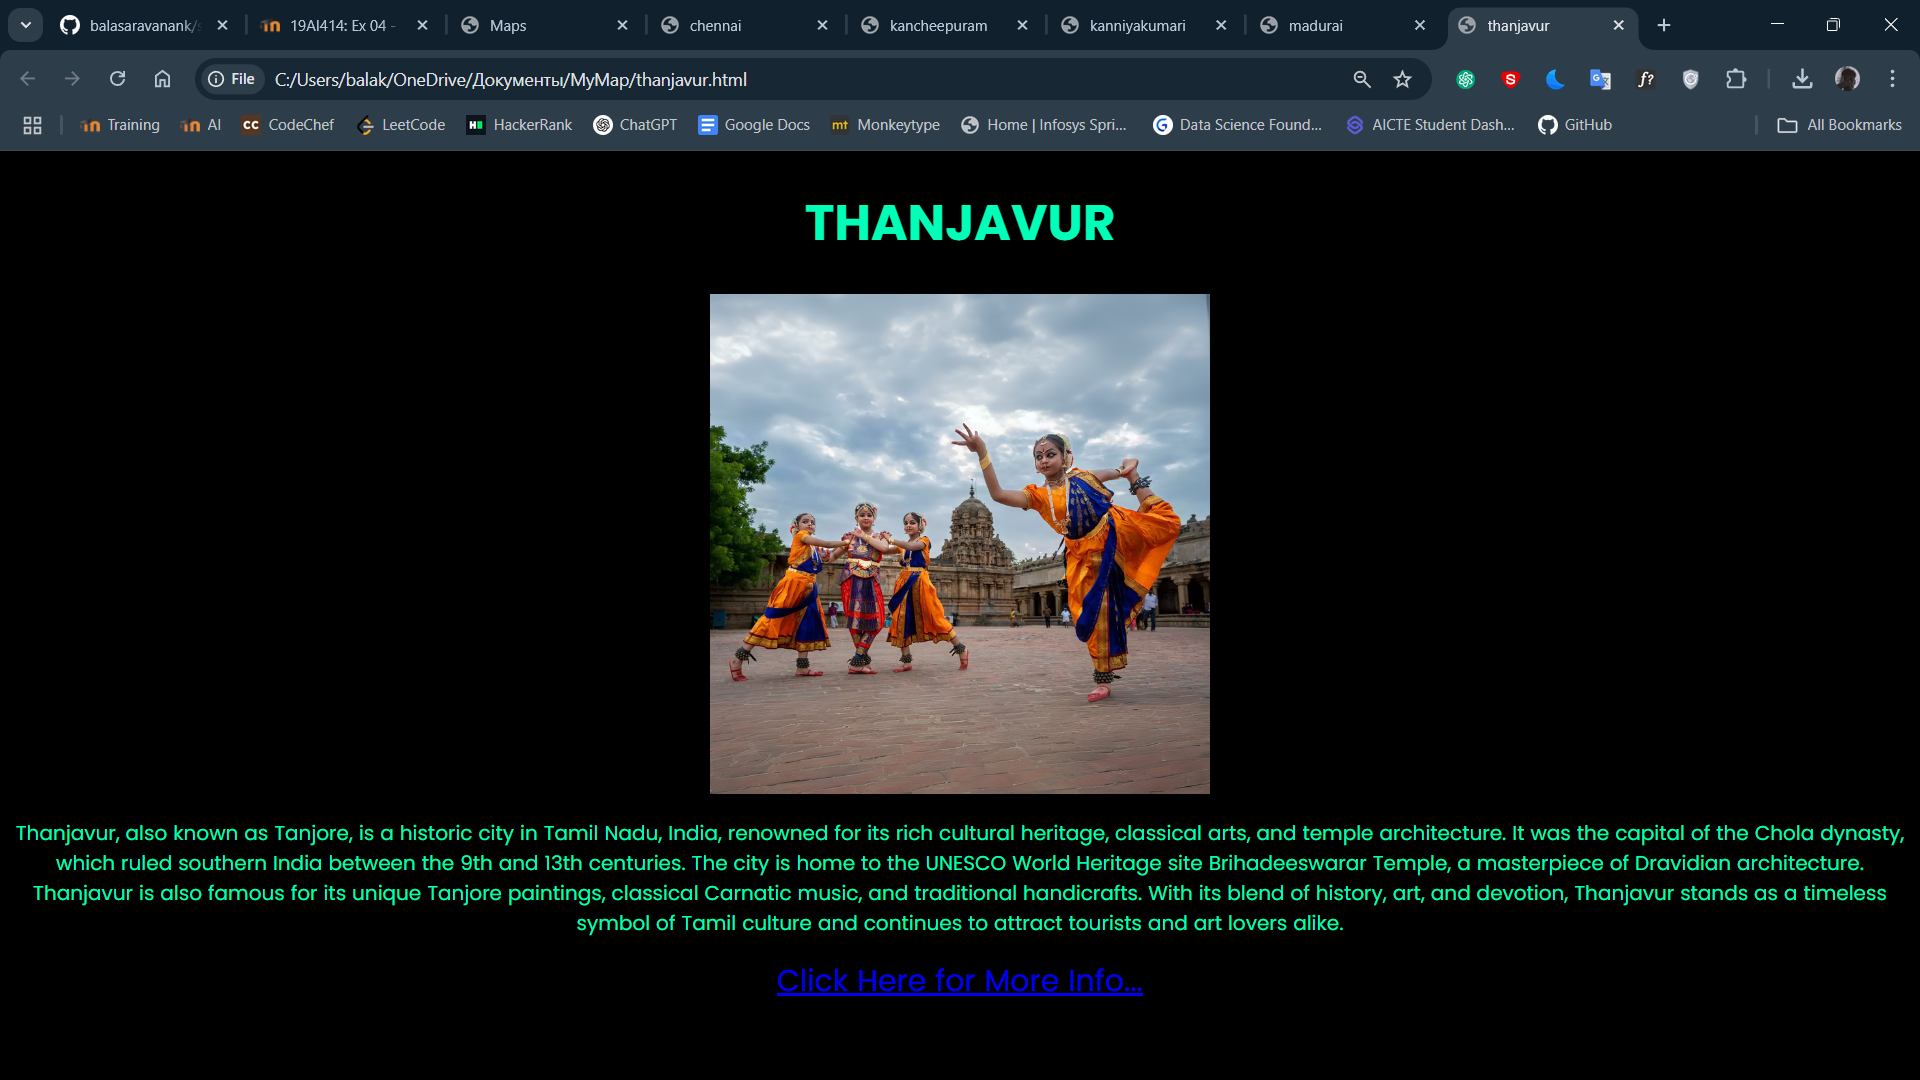 balasaravanank/s
19AI414: Ex 04 -
Maps
chennai
kancheepuram
kanniyakumari
madurai
thanjavur
File
C:/Users/balak/OneDrive/Документы/MyMap/thanjavur.html
Training
AI
CodeChef
LeetCode
HackerRank
ChatGPT
Google Docs
Monkeytype
Home | Infosys Spri...
Data Science Found...
AICTE Student Dash...
GitHub
All Bookmarks
THANJAVUR
Thanjavur, also known as Tanjore, is a historic city in Tamil Nadu, India, renowned for its rich cultural heritage, classical arts, and temple architecture. It was the capital of the Chola dynasty,
which ruled southern India between the 9th and 13th centuries. The city is home to the UNESCO World Heritage site Brihadeeswarar Temple, a masterpiece of Dravidian architecture.
Thanjavur is also famous for its unique Tanjore paintings, classical Carnatic music, and traditional handicrafts. With its blend of history, art, and devotion, Thanjavur stands as a timeless
symbol of Tamil culture and continues to attract tourists and art lovers alike.
Click Here for More Info...